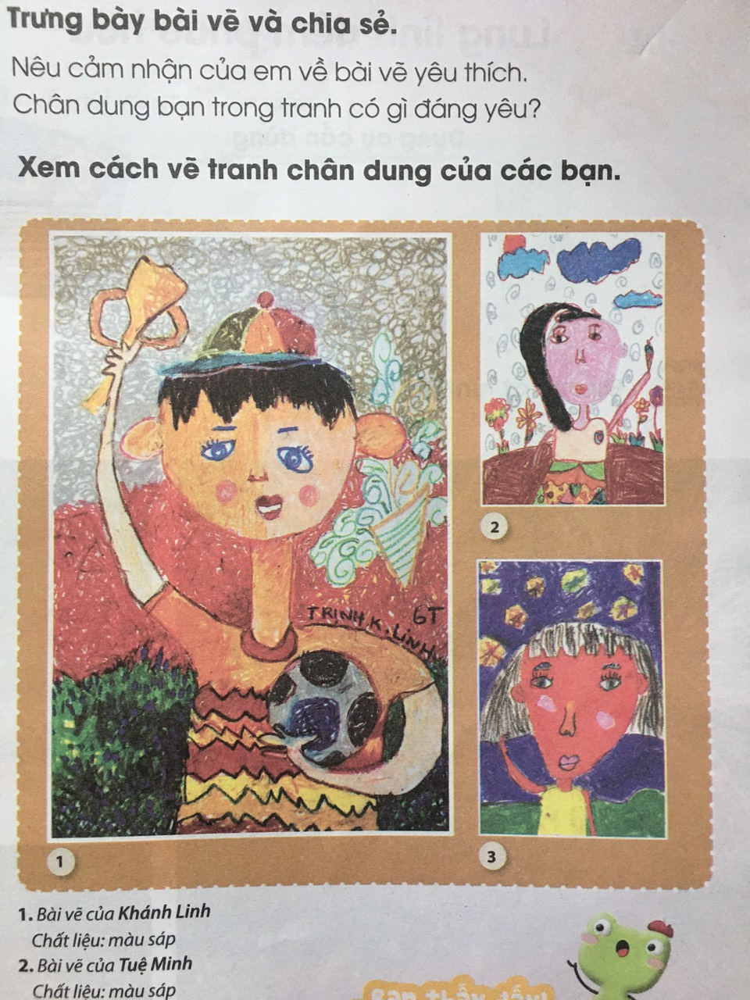 Trưng bày bài vẽ và chia sẻ.
Nêu cảm nhận của em về bài vẽ yêu thích.
Chân dung bạn trong tranh có gì đáng yêu?
Xem cách vẽ tranh chân dung của các bạn.
TRỊNH K. LiNH 6T
1
2
3
1. Bài vẽ của Khánh Linh
Chất liệu: màu sáp
2. Bài vẽ của Tuệ Minh
Chất liệu: màu sáp